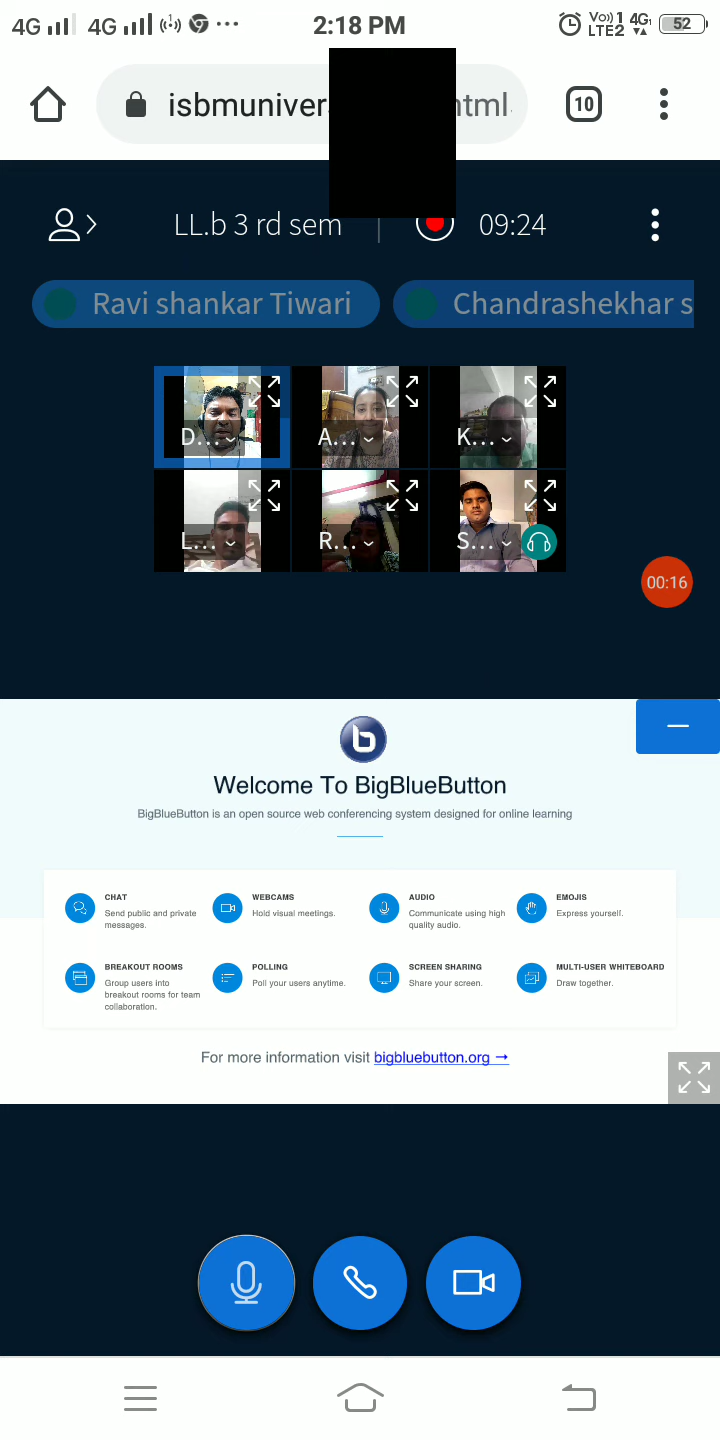 4G 4G 2:18 PM Vo)) 1 4G 52
LTE2
isbmuniver html
10
LL.b 3 rd sem 09:24
Ravi shankar Tiwari Chandrashekhar s
D... A... K...
L... R... S...
00:16
Welcome To BigBlueButton
BigBlueButton is an open source web conferencing system designed for online learning
CHAT
Send public and private
messages.
WEBCAMS
Hold visual meetings.
AUDIO
Communicate using high
quality audio.
EMOJIS
Express yourself.
BREAKOUT ROOMS
Group users into
breakout rooms for team
collaboration.
POLLING
Poll your users anytime.
SCREEN SHARING
Share your screen.
MULTI-USER WHITEBOARD
Draw together.
For more information visit bigbluebutton.org →